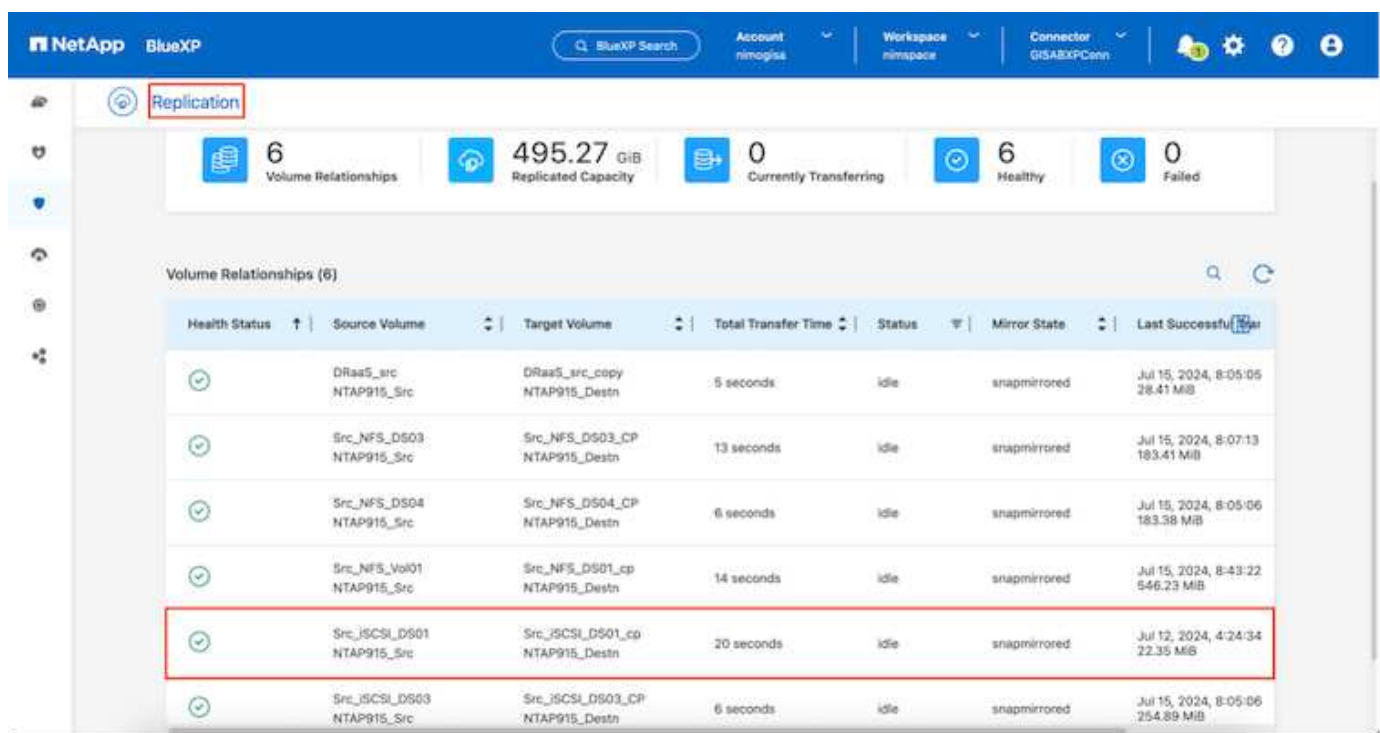 NetApp BlueXP
BlueXP Search
Account
nimogisa
Workspace
nimspace
Connector
GISABXPConn
Replication
6
Volume Relationships
495.27 GiB
Replicated Capacity
0
Currently Transferring
6
Healthy
0
Failed
Volume Relationships (6)
Health Status
Source Volume
Target Volume
Total Transfer Time
Status
Mirror State
Last Successful
DRaaS_src
NTAP915_Src
DRaaS_src_copy
NTAP915_Destn
5 seconds
idle
snapmirrored
Jul 15, 2024, 8:05:05
28.41 MiB
Src_NFS_DS03
NTAP915_Src
Src_NFS_DS03_CP
NTAP915_Destn
13 seconds
idle
snapmirrored
Jul 15, 2024, 8:07:13
183.41 MiB
Src_NFS_DS04
NTAP915_Src
Src_NFS_DS04_CP
NTAP915_Destn
6 seconds
idle
snapmirrored
Jul 15, 2024, 8:05:06
183.38 MiB
Src_NFS_Vol01
NTAP915_Src
Src_NFS_DS01_cp
NTAP915_Destn
14 seconds
idle
snapmirrored
Jul 15, 2024, 8:43:22
546.23 MiB
Src_iSCSI_DS01
NTAP915_Src
Src_iSCSI_DS01_cp
NTAP915_Destn
20 seconds
idle
snapmirrored
Jul 12, 2024, 4:24:34
22.35 MiB
Src_iSCSI_DS03
NTAP915_Src
Src_iSCSI_DS03_CP
NTAP915_Destn
6 seconds
idle
snapmirrored
Jul 15, 2024, 8:05:06
254.89 MiB